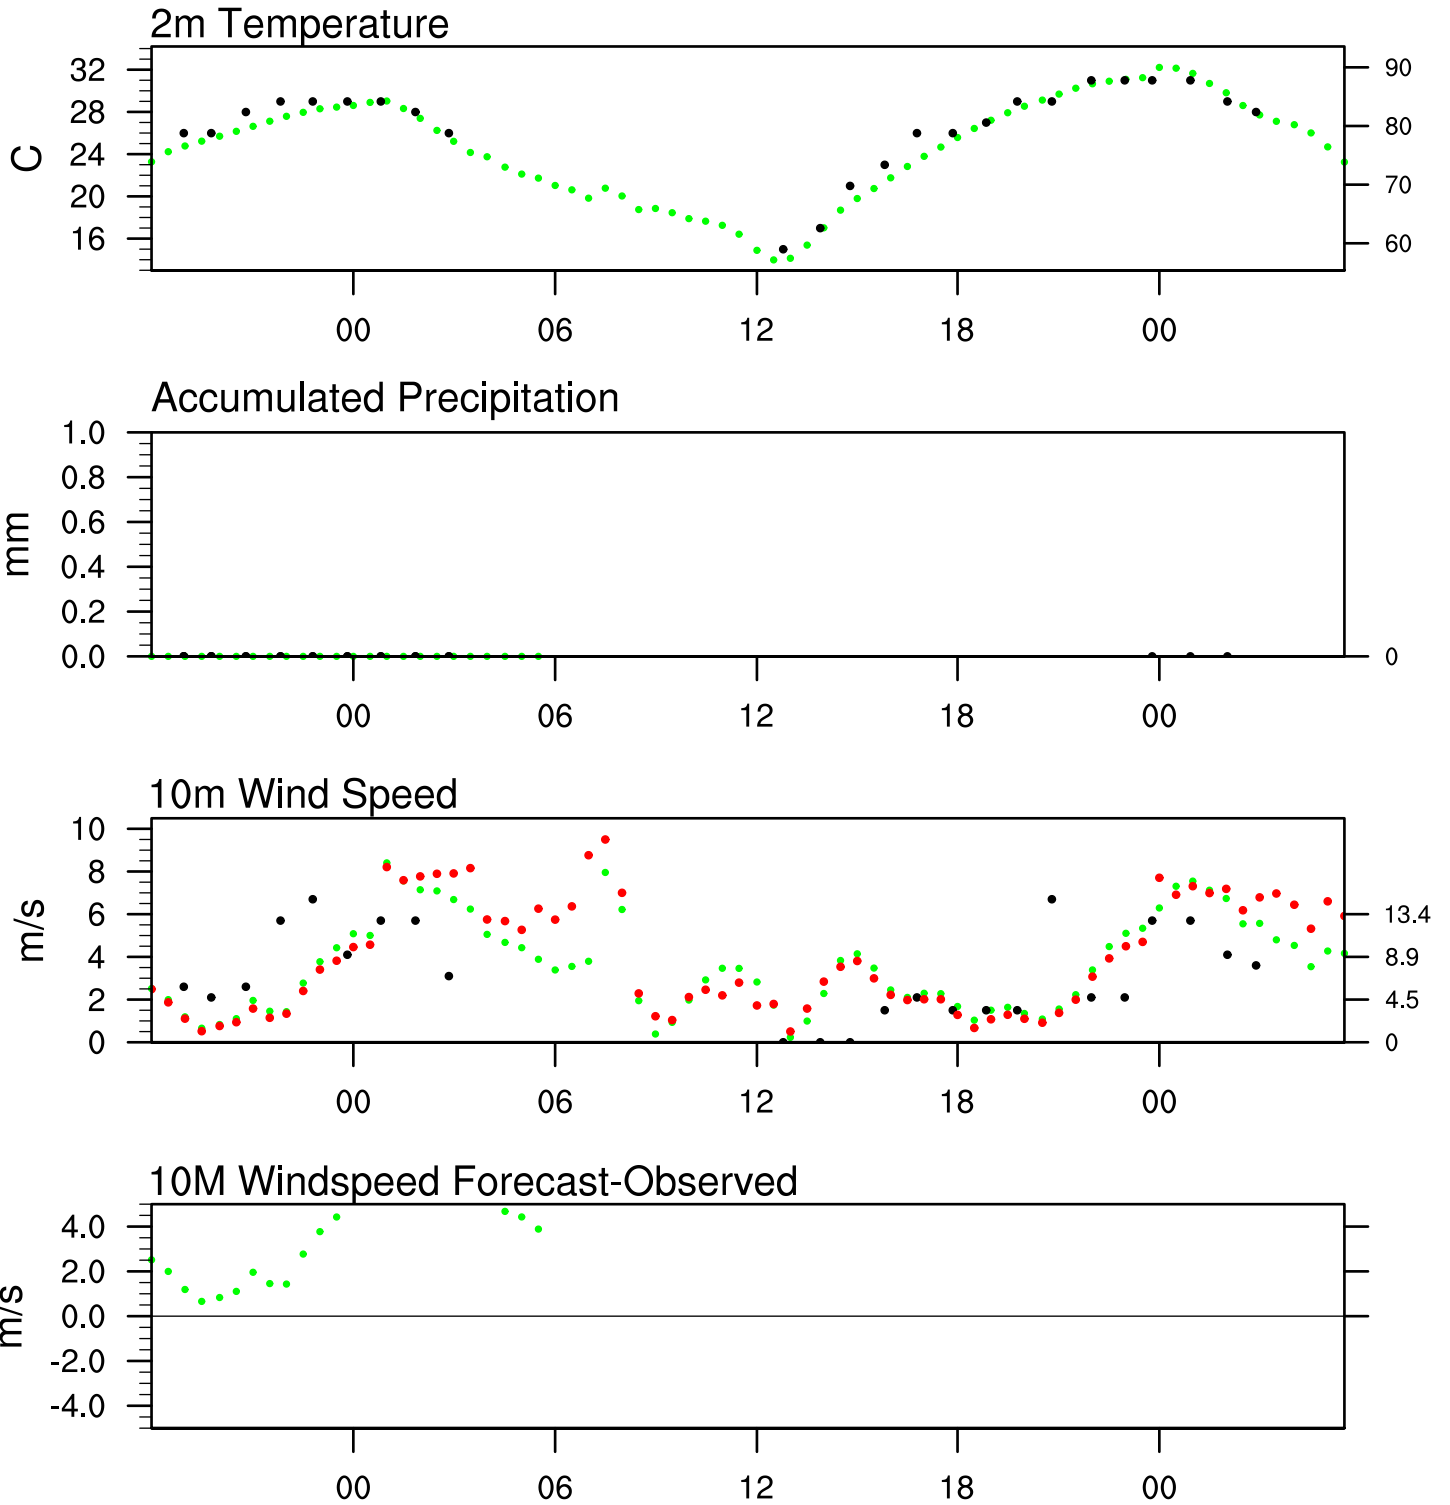 2m Temperature
32
28
24
20
16
C
90
80
70
60
00 06 12 18 00
Accumulated Precipitation
1.0
0.8
0.6
0.4
0.2
0.0
mm
0
00 06 12 18 00
10m Wind Speed
10
8
6
4
2
0
m/s
13.4
8.9
4.5
0
00 06 12 18 00
10M Windspeed Forecast-Observed
4.0
2.0
0.0
-2.0
-4.0
m/s
00 06 12 18 00